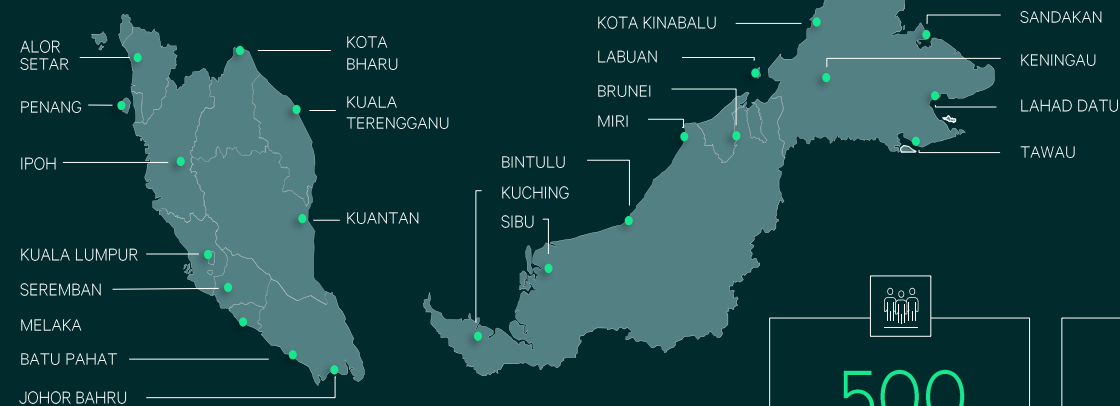 ALOR
SETAR
PENANG
IPOH
KUALA LUMPUR
SEREMBAN
MELAKA
BATU PAHAT
JOHOR BAHRU
KOTA
BHARU
KUALA
TERENGGANU
KUANTAN
KOTA KINABALU
LABUAN
BRUNEI
MIRI
BINTULU
KUCHING
SIBU
SANDAKAN
KENINGAU
LAHAD DATU
TAWAU
500